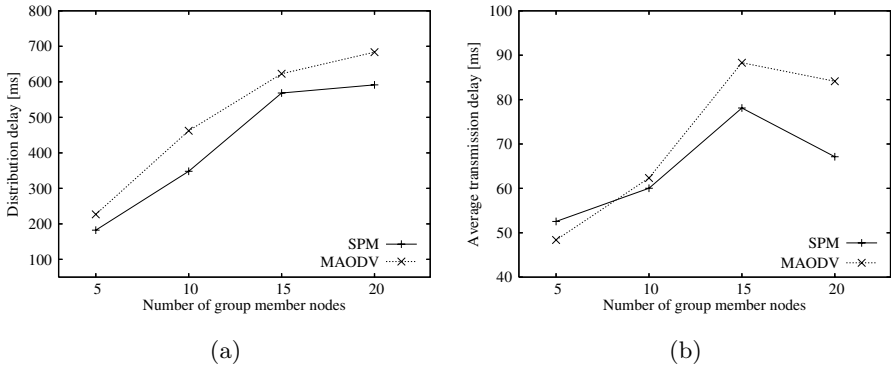 800
700
600
500
400
300
200
100
Distribution delay [ms]
SPM
MAODV
5 10 15 20
Number of group member nodes
(a)
100
90
80
70
60
50
40
Average transmission delay [ms]
SPM
MAODV
5 10 15 20
Number of group member nodes
(b)